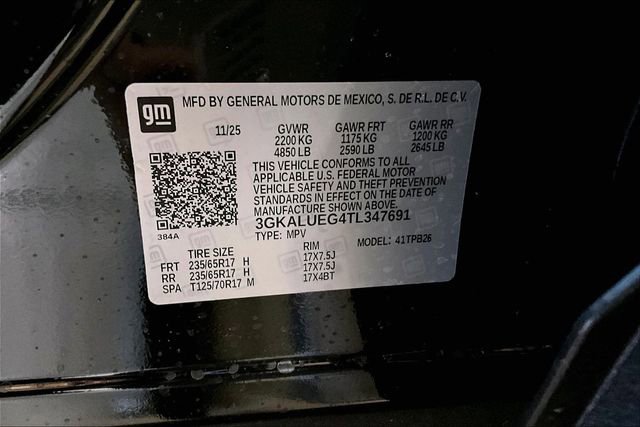 gm MFD BY GENERAL MOTORS DE MEXICO, S. DE R.L. DE C.V.
11/25 GVWR GAWR FRT GAWR RR
2200 KG 1175 KG 1200 KG
4850 LB 2590 LB 2645 LB
THIS VEHICLE CONFORMS TO ALL
APPLICABLE U.S. FEDERAL MOTOR
VEHICLE SAFETY AND THEFT PREVENTION
STANDARDS IN EFFECT ON THE DATE OF
MANUFACTURE SHOWN ABOVE.
3GKALUEG4TL347691
384A
TYPE: MPV MODEL: 41TPB26
TIRE SIZE RIM
FRT 235/65R17 H 17X7.5J
RR 235/65R17 H 17X7.5J
SPA T125/70R17 M 17X4BT